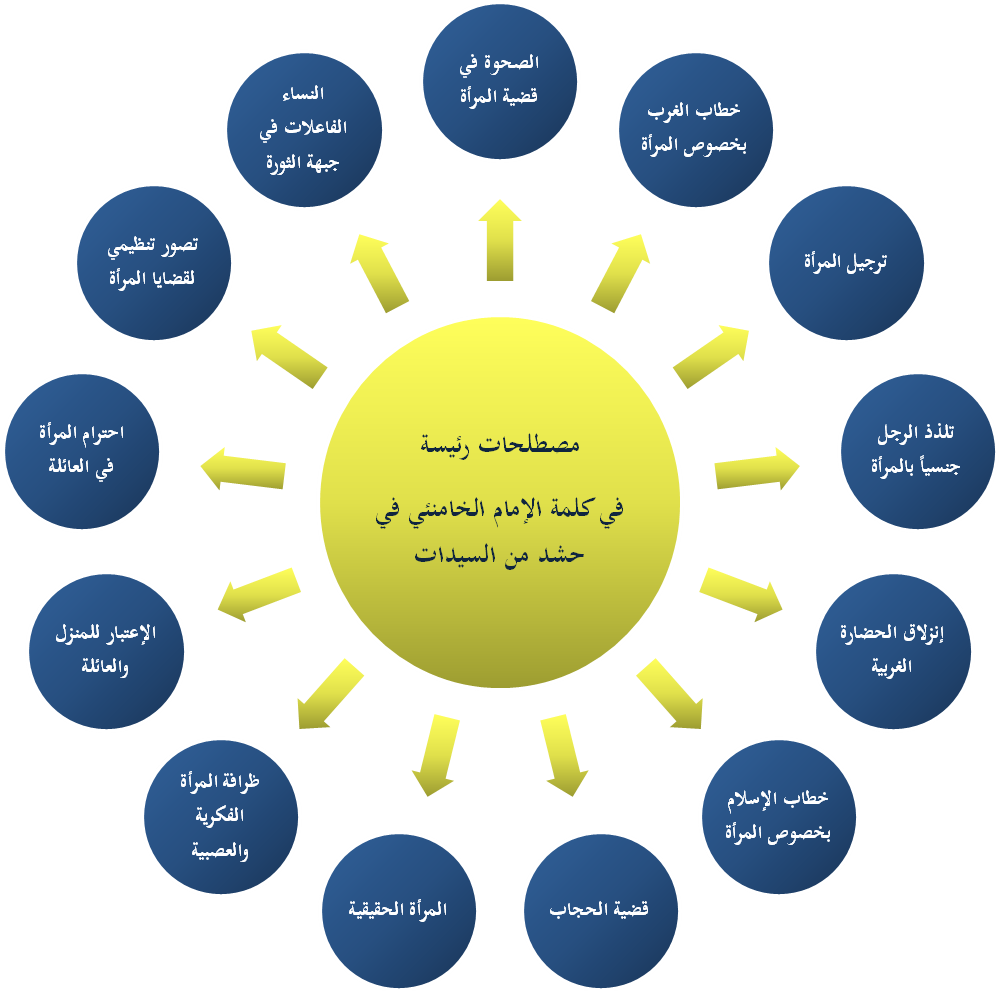 مصطلحات رئيسة
في كلمة الإمام الخامنئي في
حشد من السيدات
الصحوة في
قضية المرأة
خطاب الغرب
بخصوص المرأة
ترجيل المرأة
تلذذ الرجل
جنسياً بالمرأة
إنزلاق الحضارة
الغربية
خطاب الإسلام
بخصوص المرأة
قضية الحجاب
المرأة الحقيقية
ظرافة المرأة
الفكرية
والعصبية
الإعتبار للمنزل
والعائلة
احترام المرأة
في العائلة
تصور تنظيمي
لقضايا المرأة
النساء
الفاعلات في
جبهة الثورة